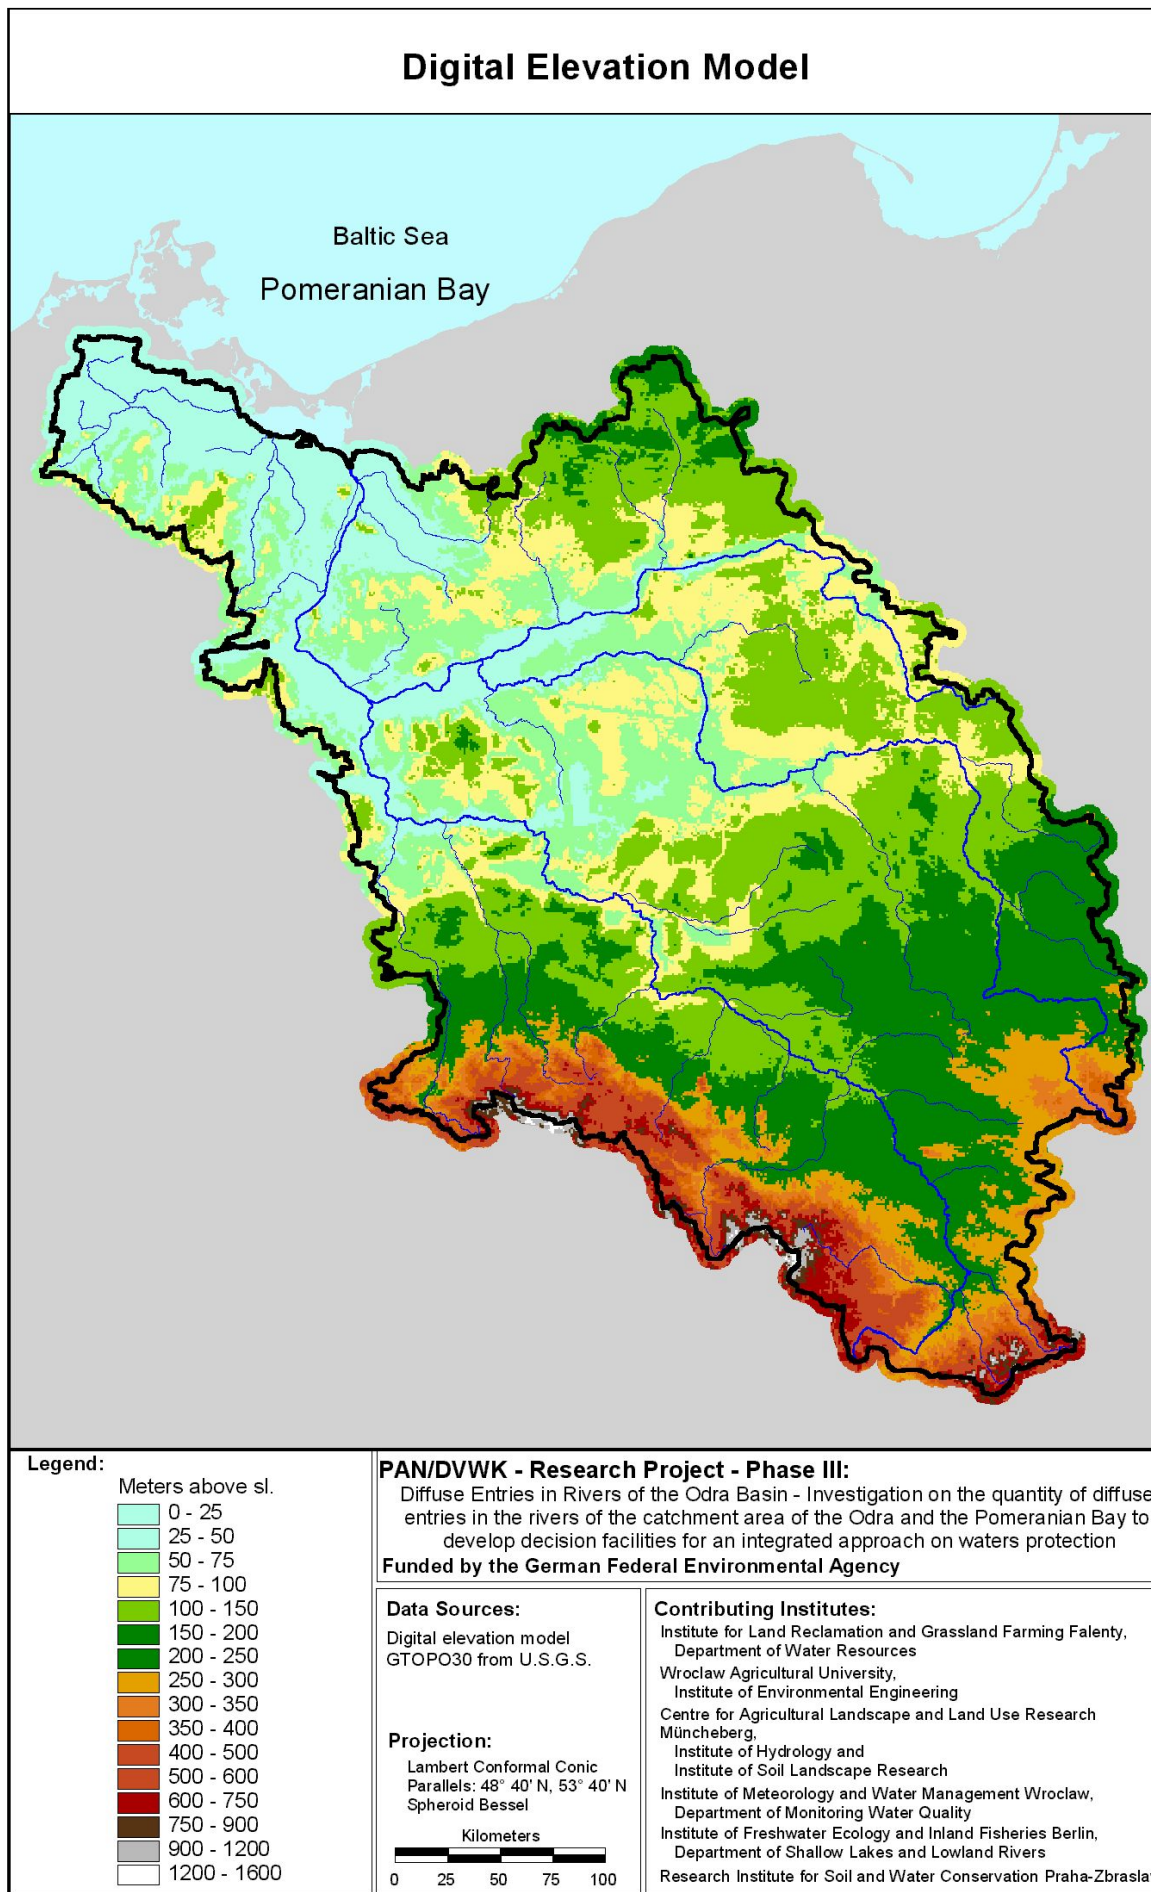 Digital Elevation Model
Baltic Sea
Pomeranian Bay
Legend:
Meters above sl.
0 - 25
25 - 50
50 - 75
75 - 100
100 - 150
150 - 200
200 - 250
250 - 300
300 - 350
350 - 400
400 - 500
500 - 600
600 - 750
750 - 900
900 - 1200
1200 - 1600
PAN/DVWK - Research Project - Phase III:
Diffuse Entries in Rivers of the Odra Basin - Investigation on the quantity of diffuse
entries in the rivers of the catchment area of the Odra and the Pomeranian Bay to
develop decision facilities for an integrated approach on waters protection
Funded by the German Federal Environmental Agency
Data Sources:
Digital elevation model
GTOPO30 from U.S.G.S.
Projection:
Lambert Conformal Conic
Parallels: 48° 40' N, 53° 40' N
Spheroid Bessel
Kilometers
0 25 50 75 100
Contributing Institutes:
Institute for Land Reclamation and Grassland Farming Falenty,
Department of Water Resources
Wroclaw Agricultural University,
Institute of Environmental Engineering
Centre for Agricultural Landscape and Land Use Research
Müncheberg,
Institute of Hydrology and
Institute of Soil Landscape Research
Institute of Meteorology and Water Management Wroclaw,
Department of Monitoring Water Quality
Institute of Freshwater Ecology and Inland Fisheries Berlin,
Department of Shallow Lakes and Lowland Rivers
Research Institute for Soil and Water Conservation Praha-Zbraslav